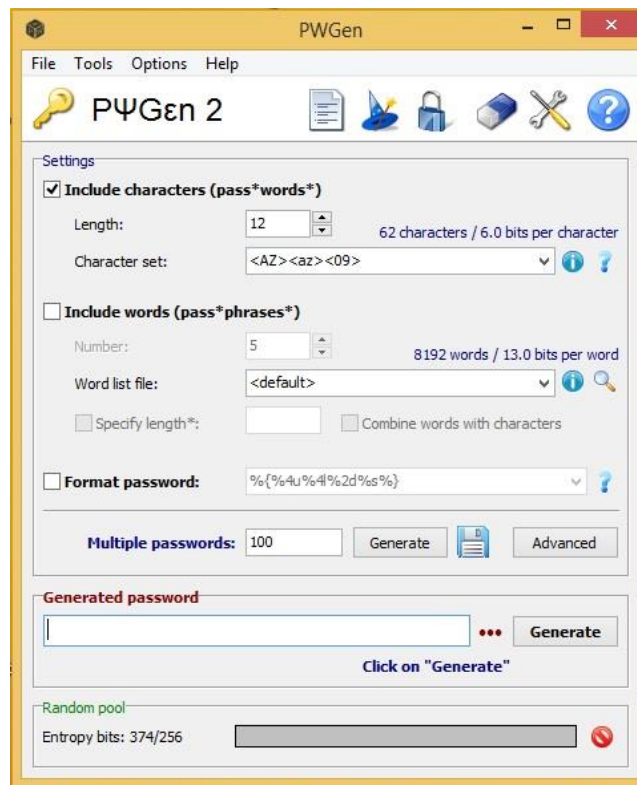 PWGen
File Tools Options Help
PΨGεn 2
Settings
Include characters (pass*words*)
Length: 12
62 characters / 6.0 bits per character
Character set: <AZ><az><09>
Include words (pass*phrases*)
Number: 5
8192 words / 13.0 bits per word
Word list file: <default>
Specify length*: Combine words with characters
Format password: %{%4u%4l%2d%s%}
Multiple passwords: 100 Generate Advanced
Generated password
Generate
Click on "Generate"
Random pool
Entropy bits: 374/256